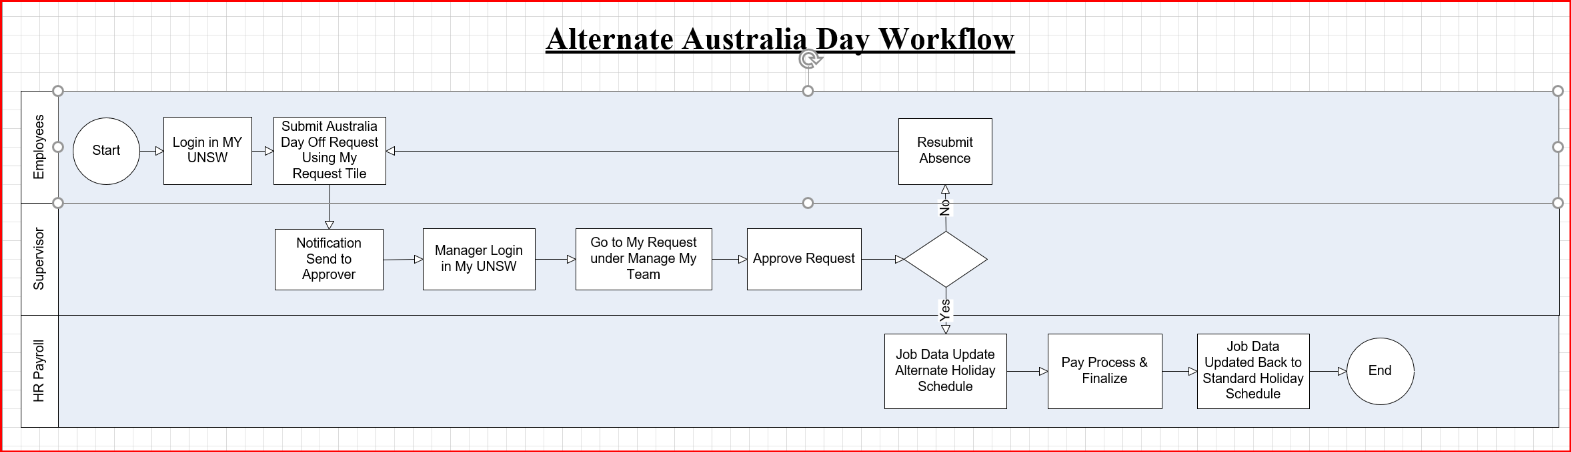 Alternate Australia Day Workflow
Employees
Start
Login in MY
UNSW
Submit Australia
Day Off Request
Using My
Request Tile
Resubmit
Absence
No
Supervisor
Notification
Send to
Approver
Manager Login
in My UNSW
Go to My Request
under Manage My
Team
Approve Request
Yes
HR Payroll
Job Data Update
Alternate Holiday
Schedule
Pay Process &
Finalize
Job Data
Updated Back to
Standard Holiday
Schedule
End